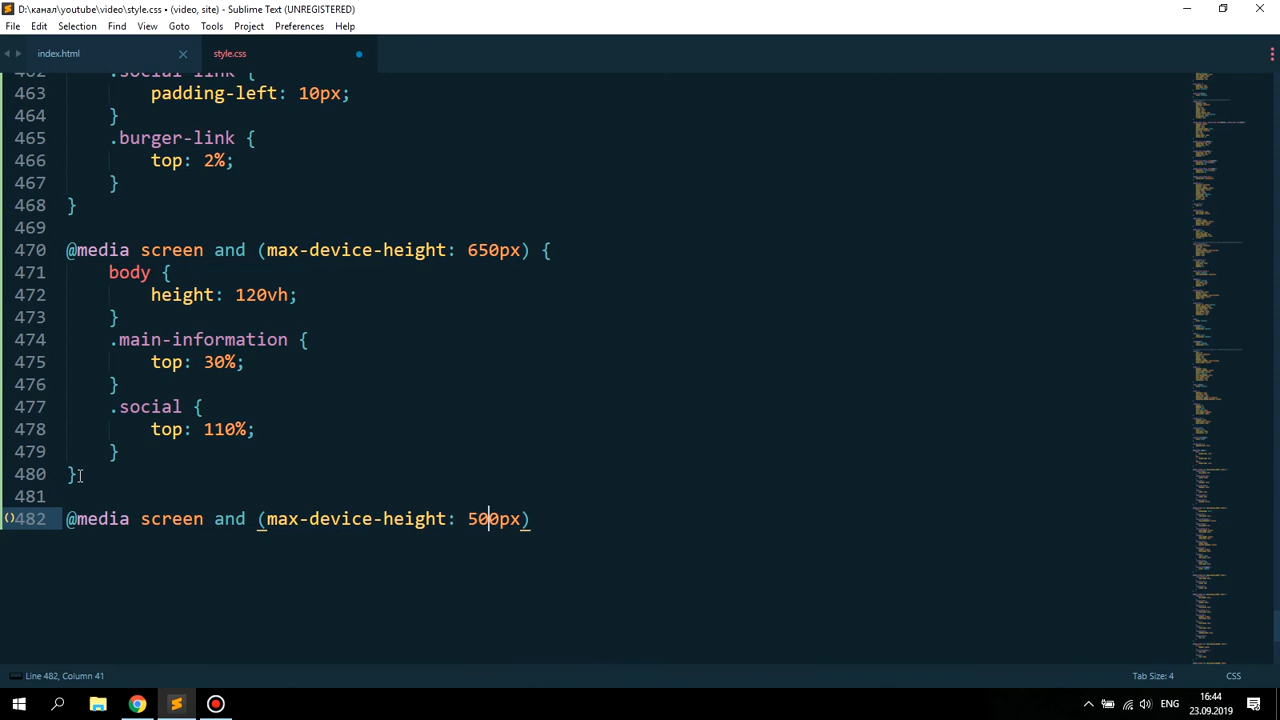 D:\канал\youtube\video\style.css • (video, site) - Sublime Text (UNREGISTERED)
File Edit Selection Find View Goto Tools Project Preferences Help
index.html style.css
462 .social-link {
463 padding-left: 10px;
464 }
465 .burger-link {
466 top: 2%;
467 }
468 }
469
470 @media screen and (max-device-height: 650px) {
471 body {
472 height: 120vh;
473 }
474 .main-information {
475 top: 30%;
476 }
477 .social {
478 top: 110%;
479 }
480 }
481
482 @media screen and (max-device-height: 500px)
Line 482, Column 41 Tab Size: 4 CSS
ENG 16:44
23.09.2019